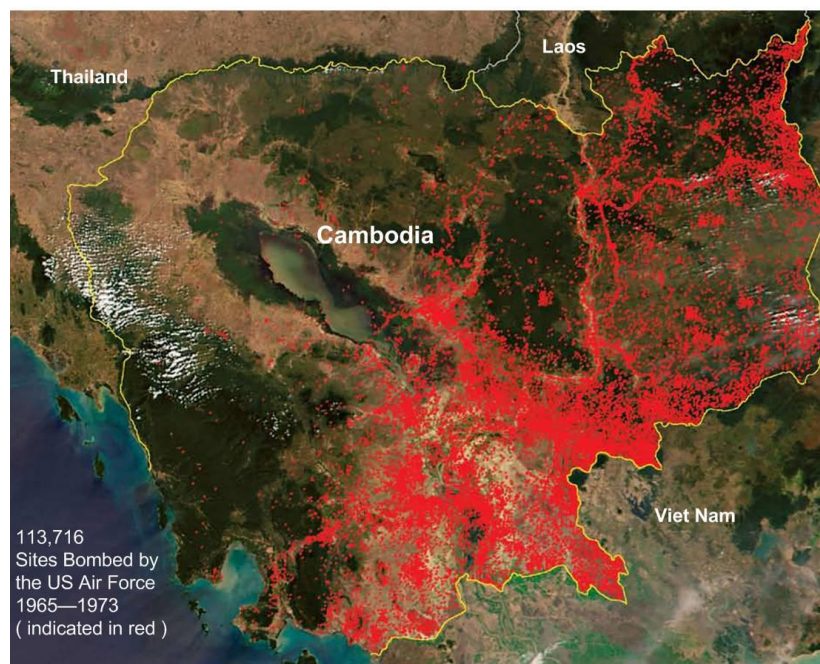 Laos
Thailand
Cambodia
Viet Nam
113,716
Sites Bombed by
the US Air Force
1965—1973
( indicated in red )